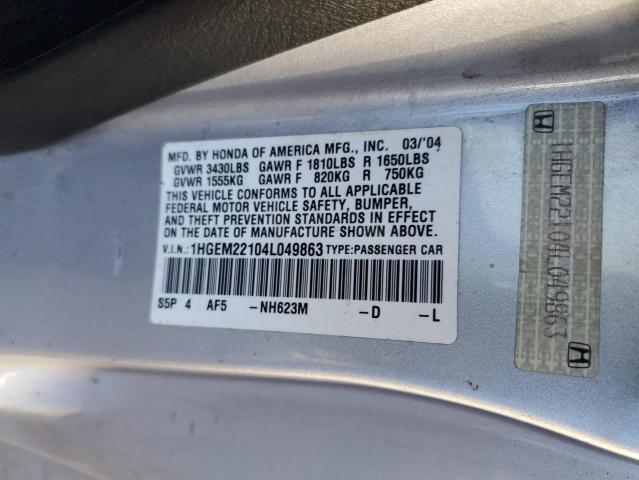 MFD. BY HONDA OF AMERICA MFG., INC. 03/'04
GVWR 3430LBS GAWR F 1810LBS R 1650LBS
GVWR 1555KG GAWR F 820KG R 750KG
THIS VEHICLE CONFORMS TO ALL APPLICABLE
FEDERAL MOTOR VEHICLE SAFETY, BUMPER,
AND THEFT PREVENTION STANDARDS IN EFFECT
ON THE DATE OF MANUFACTURE SHOWN ABOVE.
V.I.N.: 1HGEM22104L049863 TYPE:PASSENGER CAR
S5P 4 AF5 -NH623M -D -L
1HGEM22104L049863